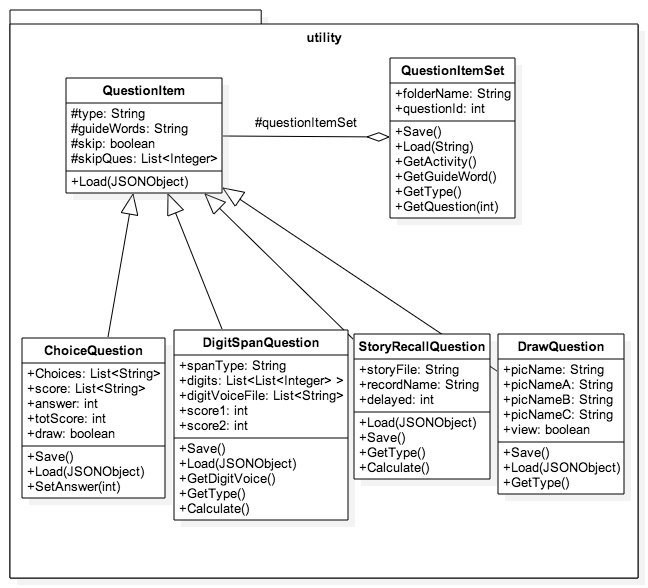 utility
QuestionItem
#type: String
#guideWords: String
#skip: boolean
#skipQues: List<Integer>
+Load(JSONObject)
#questionItemSet
QuestionItemSet
+folderName: String
+questionId: int
+Save()
+Load(String)
+GetActivity()
+GetGuideWord()
+GetType()
+GetQuestion(int)
ChoiceQuestion
+Choices: List<String>
+score: List<String>
+answer: int
+totScore: int
+draw: boolean
+Save()
+Load(JSONObject)
+SetAnswer(int)
DigitSpanQuestion
+spanType: String
+digits: List<List<Integer> >
+digitVoiceFile: List<String>
+score1: int
+score2: int
+Save()
+Load(JSONObject)
+GetDigitVoice()
+GetType()
+Calculate()
StoryRecallQuestion
+storyFile: String
+recordName: String
+delayed: int
+Load(JSONObject)
+Save()
+GetType()
+Calculate()
DrawQuestion
+picName: String
+picNameA: String
+picNameB: String
+picNameC: String
+view: boolean
+Save()
+Load(JSONObject)
+GetType()